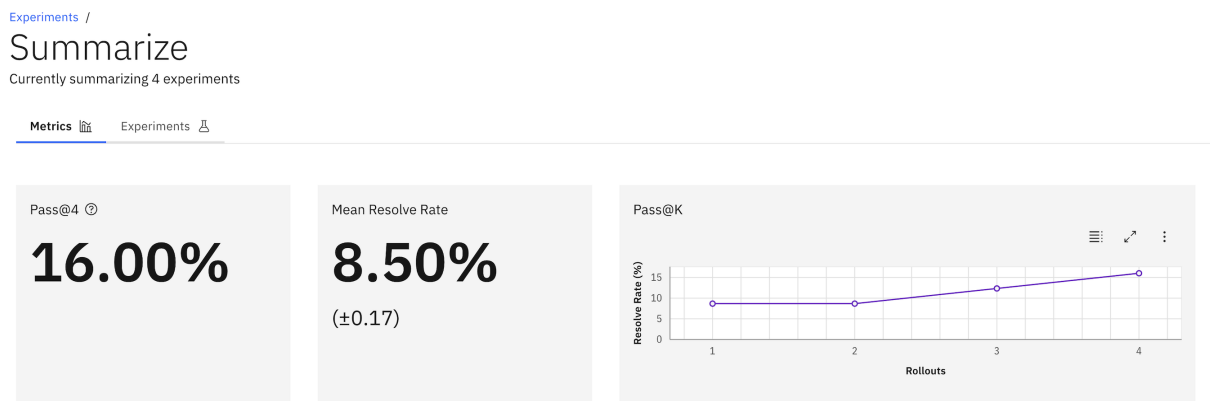 Experiments /
Summarize
Currently summarizing 4 experiments
Metrics
Experiments
Pass@4
16.00%
Mean Resolve Rate
8.50%
(±0.17)
Pass@K
Resolve Rate (%)
15
10
5
0
1 2 3 4
Rollouts